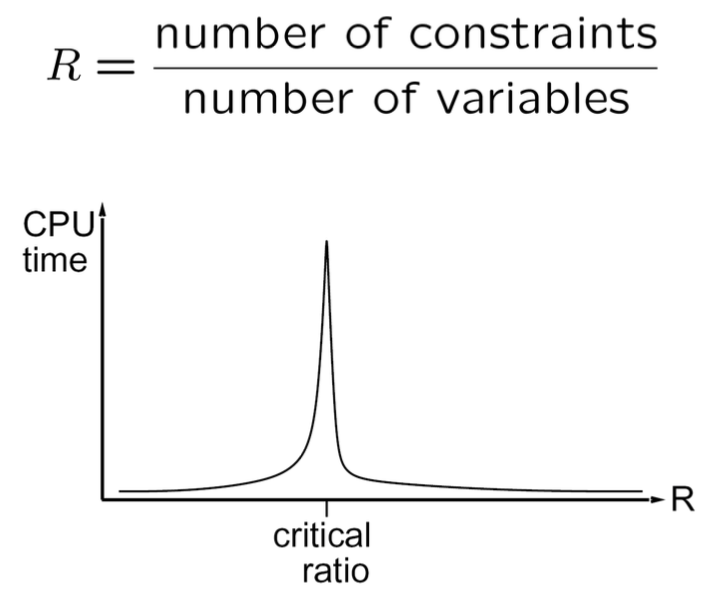 R = number of constraints
number of variables
CPU
time
R
critical
ratio